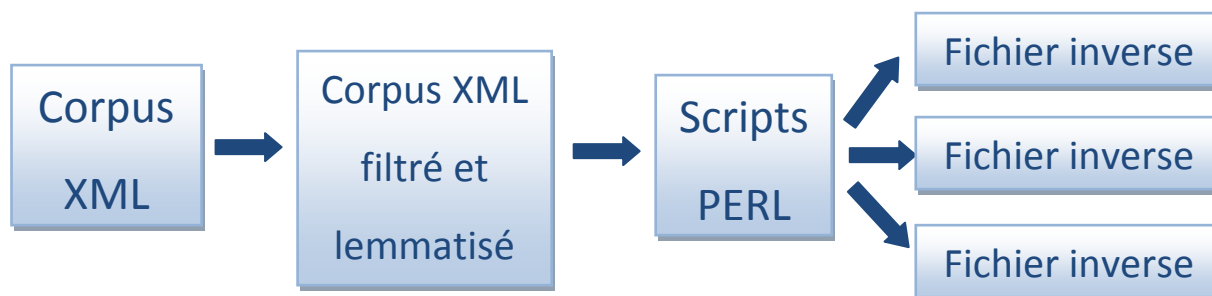 Corpus
XML
Corpus XML
filtré et
lemmatisé
Scripts
PERL
Fichier inverse
Fichier inverse
Fichier inverse